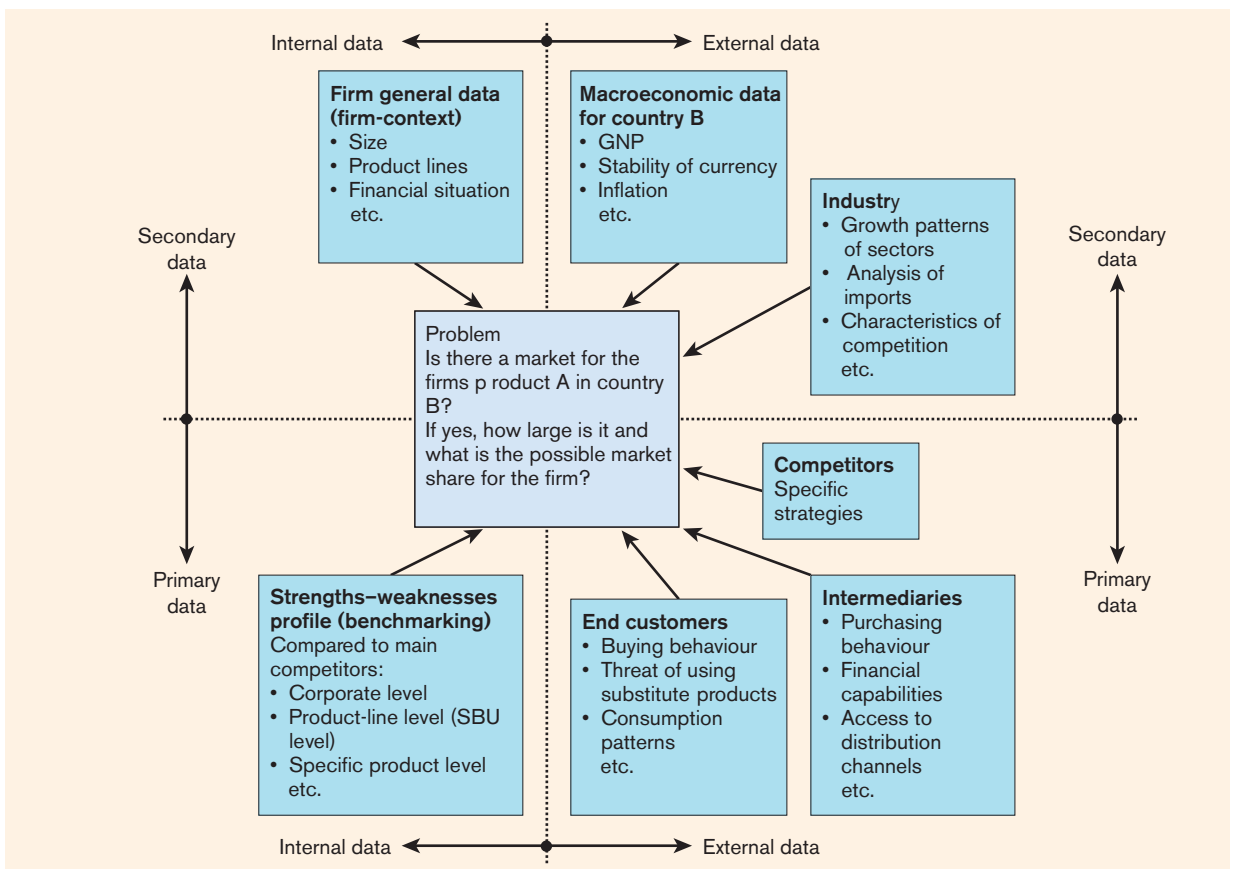 Internal data
External data
Firm general data
(firm-context)
• Size
• Product lines
• Financial situation
etc.
Macroeconomic data
for country B
• GNP
• Stability of currency
• Inflation
etc.
Industry
• Growth patterns
of sectors
• Analysis of
imports
• Characteristics of
competition
etc.
Secondary
data
Secondary
data
Problem
Is there a market for the
firms p roduct A in country
B?
If yes, how large is it and
what is the possible market
share for the firm?
Competitors
Specific
strategies
Primary
data
Primary
data
Strengths–weaknesses
profile (benchmarking)
Compared to main
competitors:
• Corporate level
• Product-line level (SBU
level)
• Specific product level
etc.
End customers
• Buying behaviour
• Threat of using
substitute products
• Consumption
patterns
etc.
Intermediaries
• Purchasing
behaviour
• Financial
capabilities
• Access to
distribution
channels
etc.
Internal data
External data